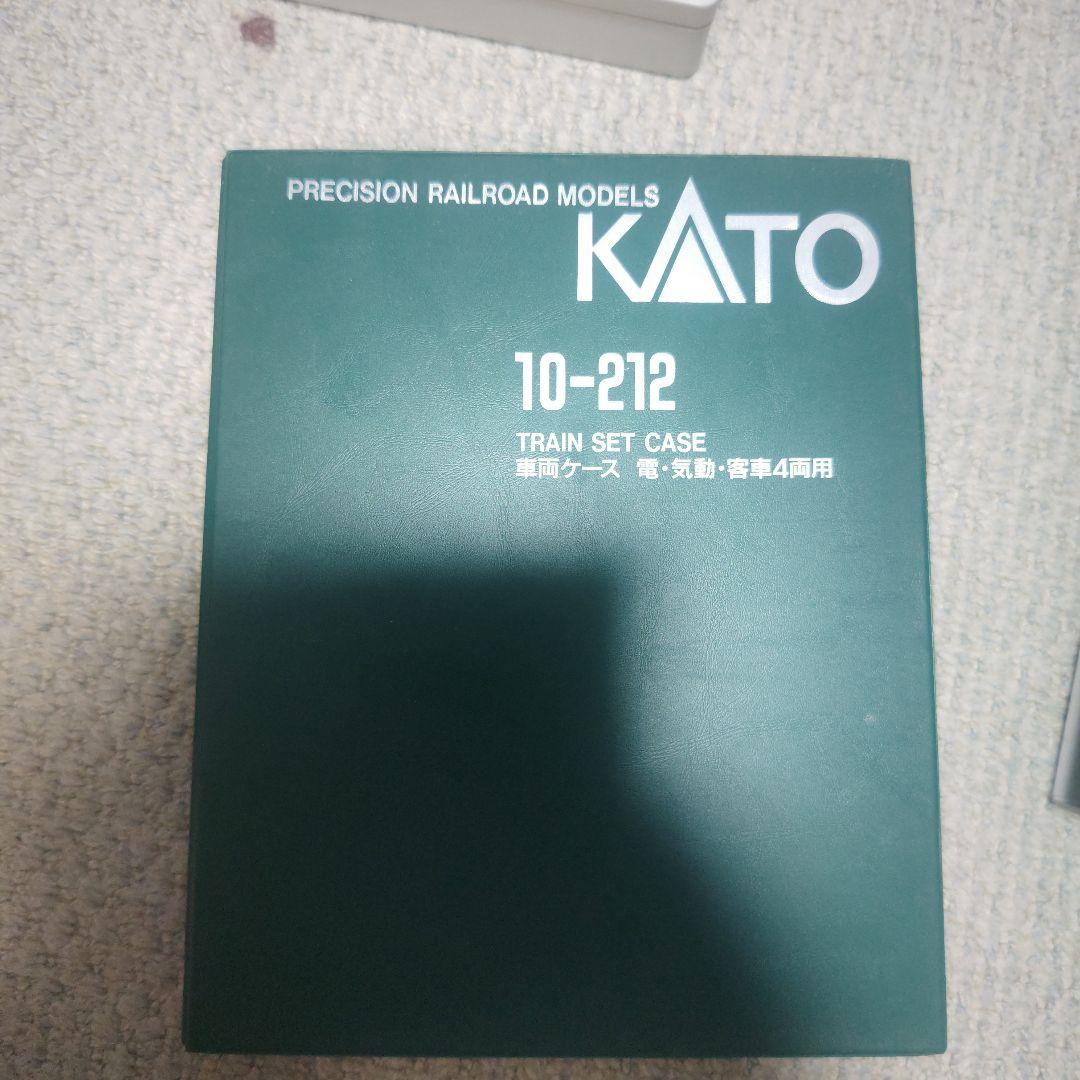 PRECISION RAILROAD MODELS
KATO
10-212
TRAIN SET CASE
車両ケース 電・気動・客車4両用